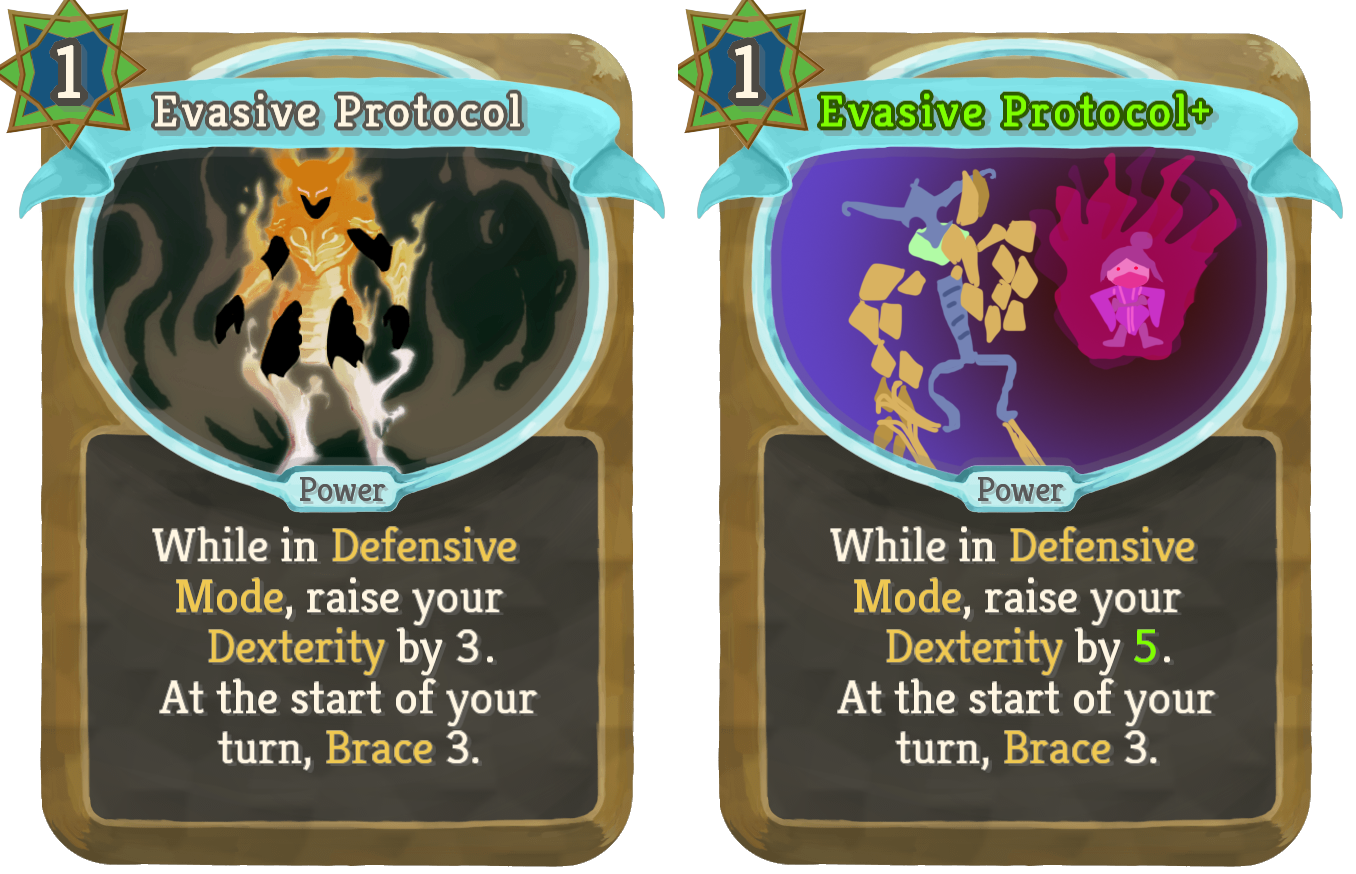 1
Evasive Protocol
Power
While in Defensive
Mode, raise your
Dexterity by 3.
At the start of your
turn, Brace 3.
1
Evasive Protocol+
Power
While in Defensive
Mode, raise your
Dexterity by 5.
At the start of your
turn, Brace 3.